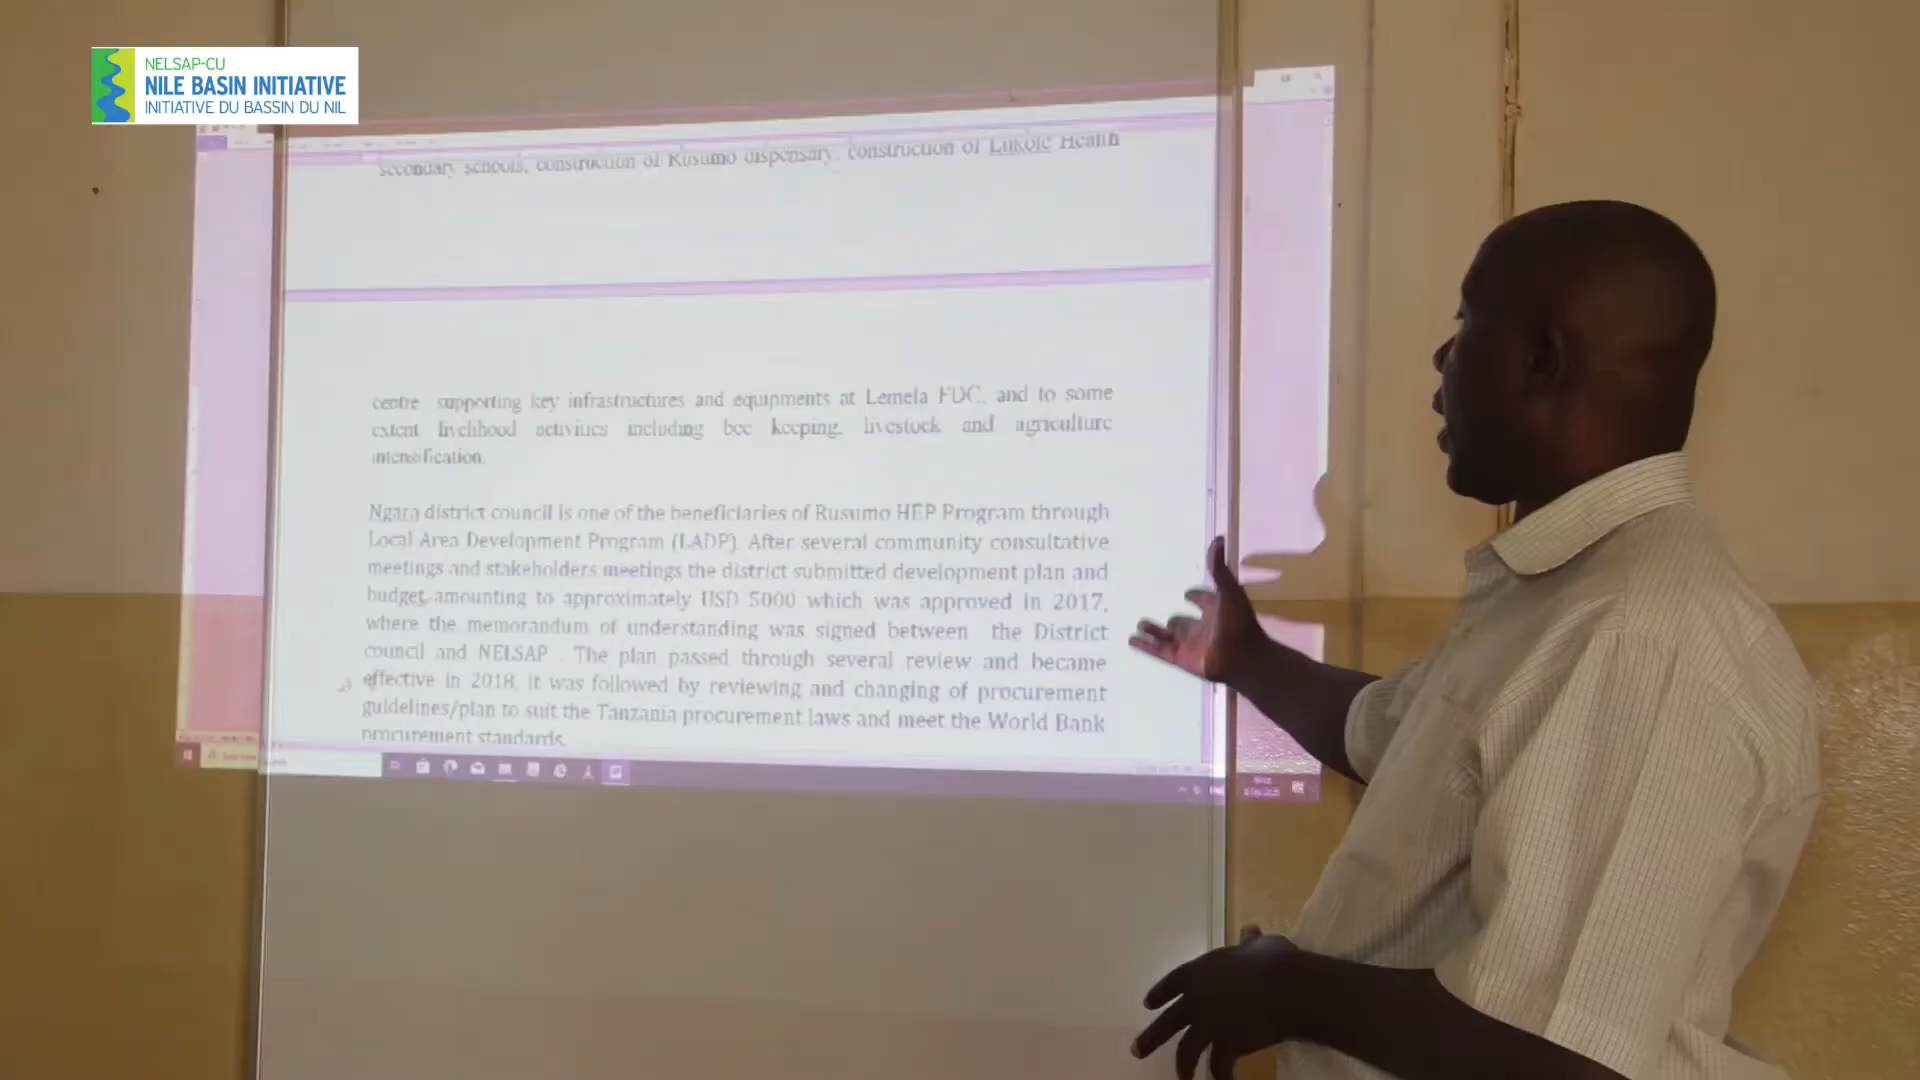 NELSAP-CU
NILE BASIN INITIATIVE
INITIATIVE DU BASSIN DU NIL
secondary schools, construction of Rusumo dispensary, construction of Lukole Health
centre supporting key infrastructures and equipments at Lemela FDC, and to some
extent livelihood activities including bee keeping, livestock and agriculture
intensification.
Ngara district council is one of the beneficiaries of Rusumo HEP Program through
Local Area Development Program (LADP). After several community consultative
meetings and stakeholders meetings the district submitted development plan and
budget amounting to approximately USD 5000 which was approved in 2017,
where the memorandum of understanding was signed between the District
council and NELSAP . The plan passed through several review and became
effective in 2018, it was followed by reviewing and changing of procurement
guidelines/plan to suit the Tanzania procurement laws and meet the World Bank
procurement standards.